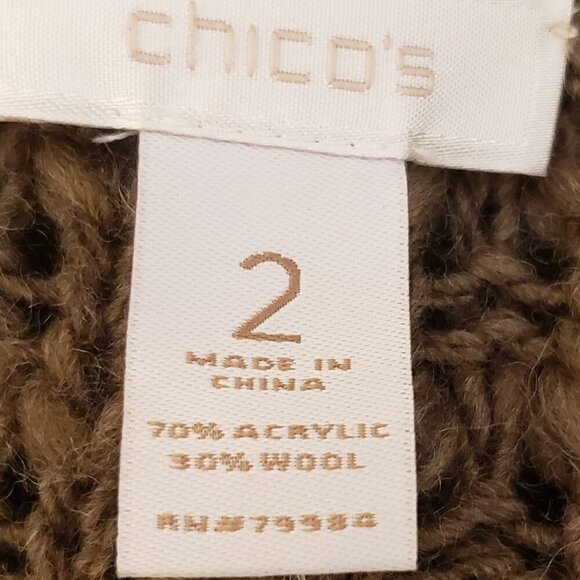 chico's
2
MADE IN
CHINA
70% ACRYLIC
30% WOOL
RN#79984